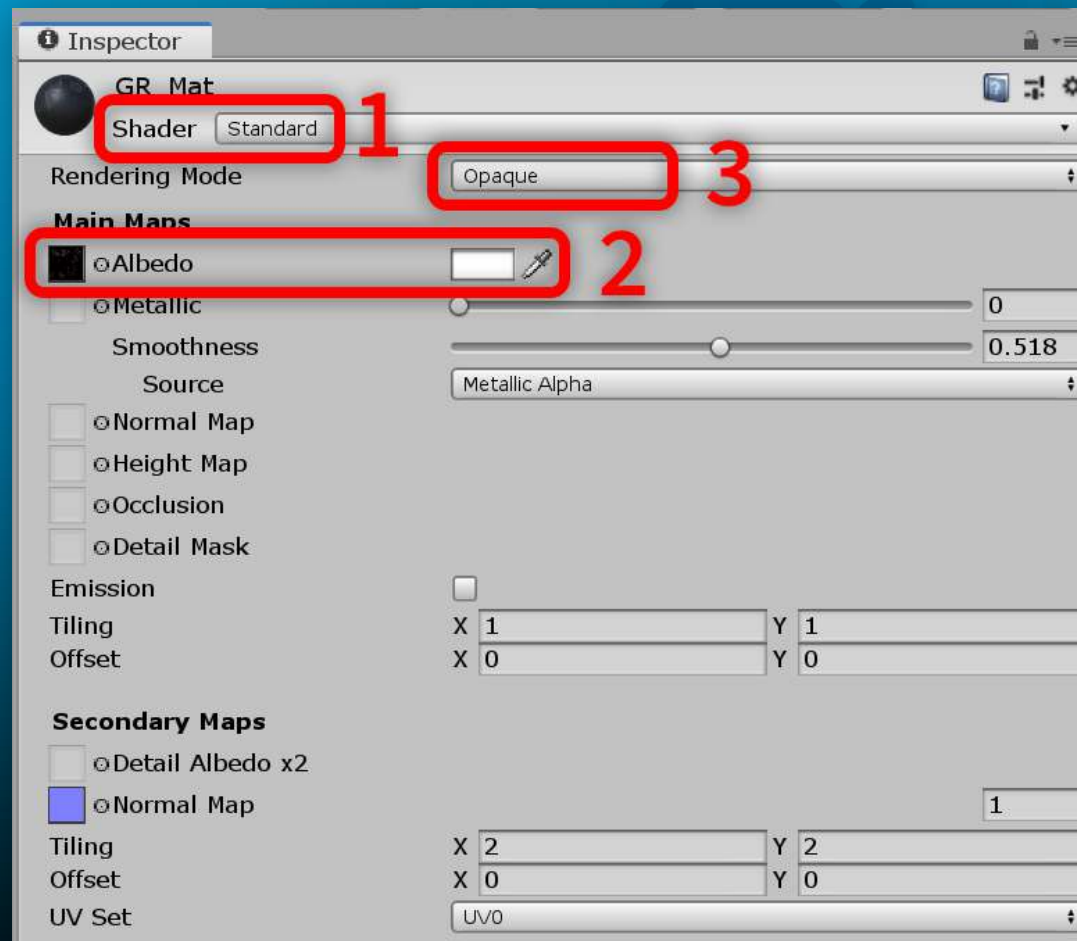 Inspector
GR_Mat
Shader Standard 1
Rendering Mode Opaque 3
Main Maps
Albedo 2
Metallic 0
Smoothness 0.518
Source Metallic Alpha
Normal Map
Height Map
Occlusion
Detail Mask
Emission
Tiling X 1 Y 1
Offset X 0 Y 0
Secondary Maps
Detail Albedo x2
Normal Map 1
Tiling X 2 Y 2
Offset X 0 Y 0
UV Set UV0